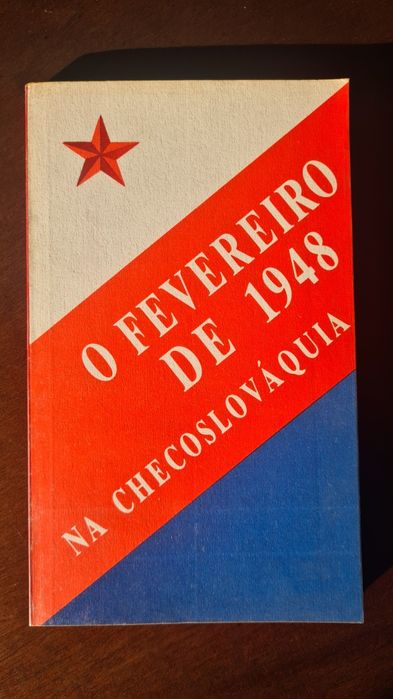 O FEVEREIRO
DE 1948
NA CHECOSLOVÁQUIA